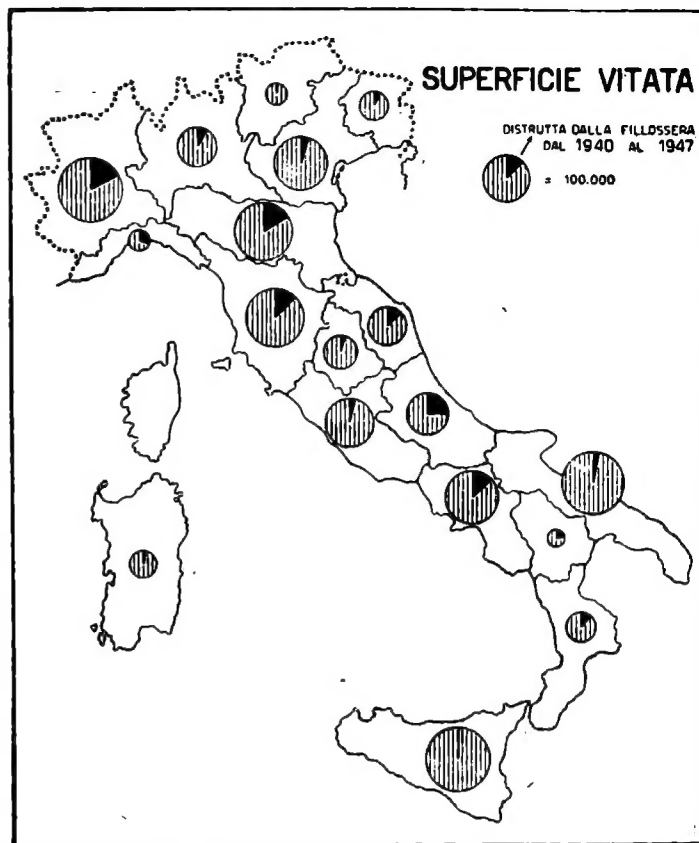 SUPERFICIE VITATA
DISTRUTTA DALLA FILLOSSERA
DAL 1940 AL 1947
= 100.000